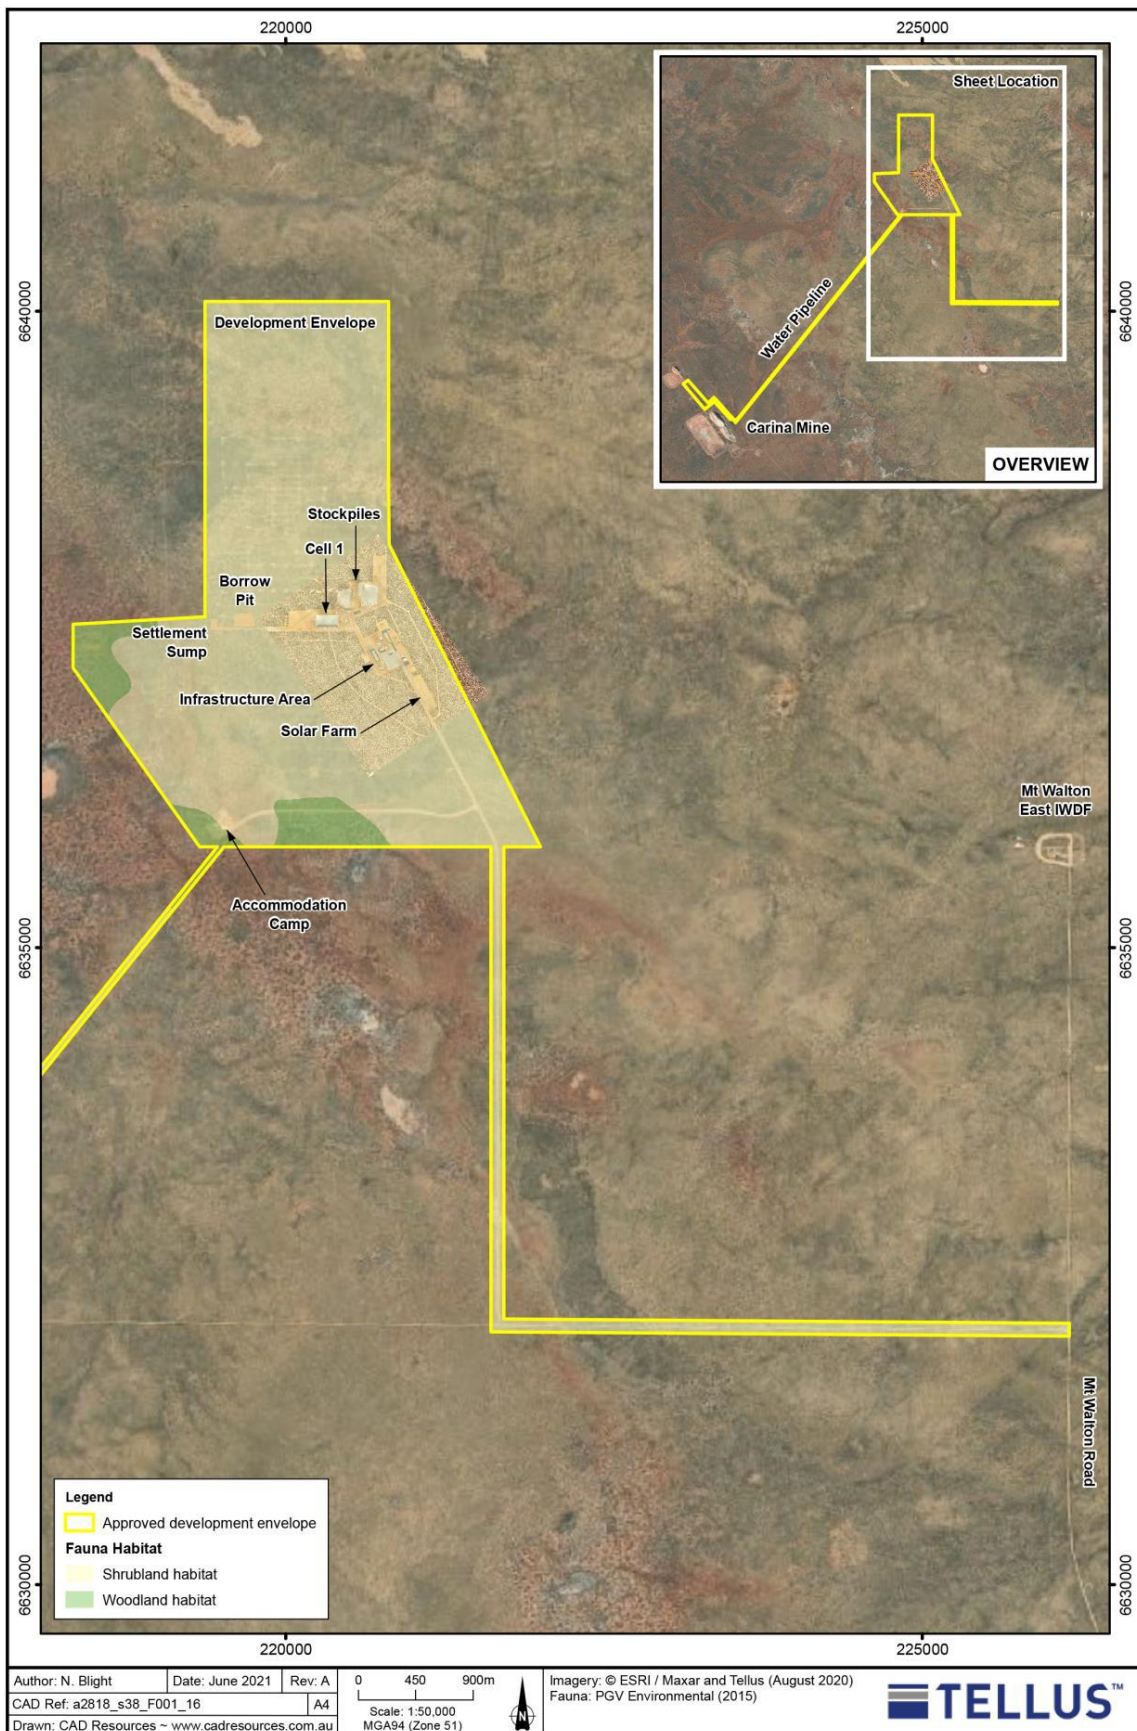 220000
225000
Sheet Location
Water Pipeline
Carina Mine
OVERVIEW
6640000
6640000
Development Envelope
Stockpiles
Cell 1
Borrow
Pit
Settlement
Sump
Infrastructure Area
Solar Farm
Mt Walton
East IWDF
Accommodation
Camp
6635000
6635000
Mt Walton Road
Legend
Approved development envelope
Fauna Habitat
Shrubland habitat
Woodland habitat
6630000
6630000
220000
225000
Author: N. Blight
Date: June 2021
Rev: A
CAD Ref: a2818_s38_F001_16
A4
Drawn: CAD Resources ~ www.cadresources.com.au
0 450 900m
Scale: 1:50,000
MGA94 (Zone 51)
N
Imagery: © ESRI / Maxar and Tellus (August 2020)
Fauna: PGV Environmental (2015)
TELLUS™